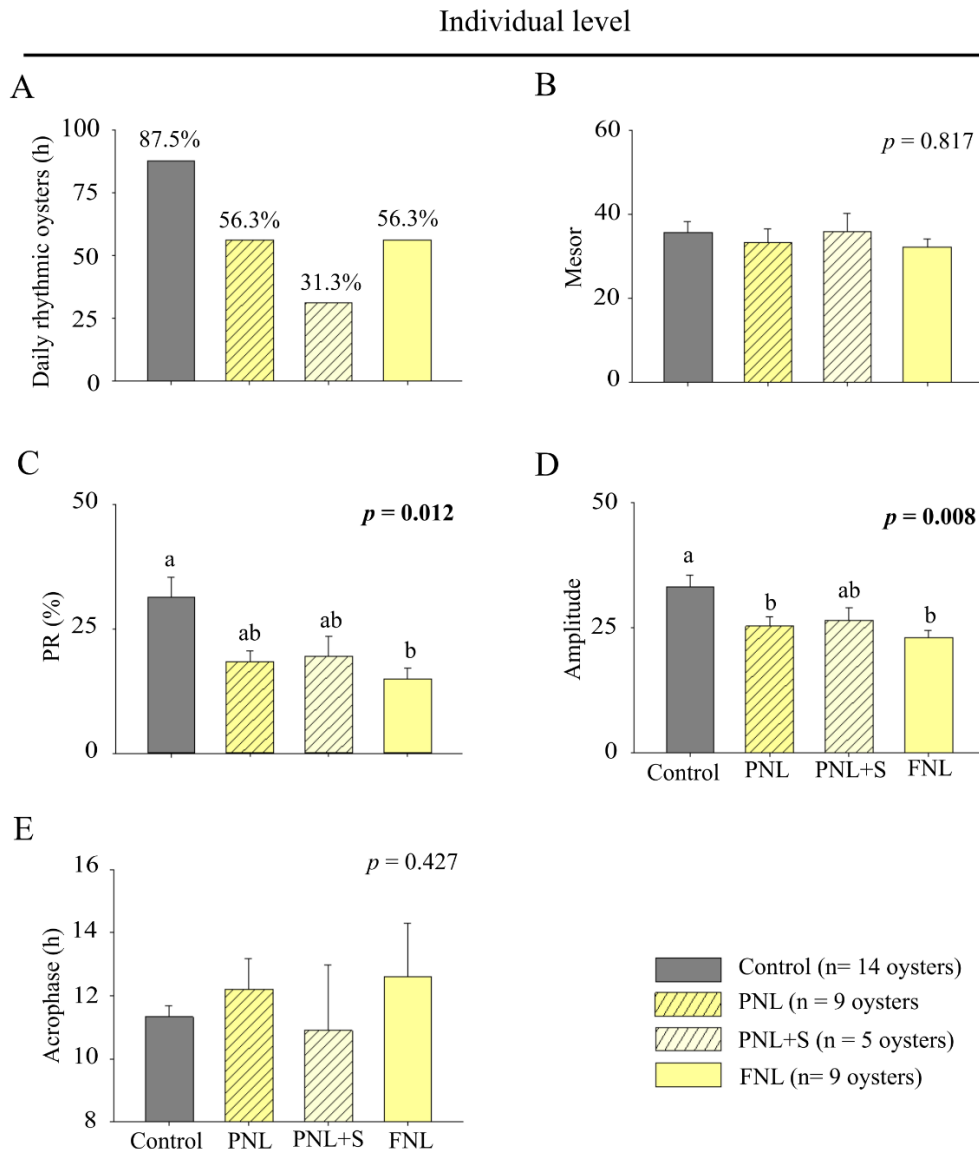 Individual level
A
Daily rhythmic oysters (h)
100
75
50
25
0
87.5%
56.3%
31.3%
56.3%
B
Mesor
60
40
20
0
p = 0.817
C
PR (%)
50
25
0
a
ab
ab
b
p = 0.012
D
Amplitude
50
25
0
a
b
ab
b
p = 0.008
Control PNL PNL+S FNL
E
Acrophase (h)
16
14
12
10
8
p = 0.427
Control PNL PNL+S FNL
Control (n= 14 oysters)
PNL (n = 9 oysters
PNL+S (n = 5 oysters)
FNL (n= 9 oysters)